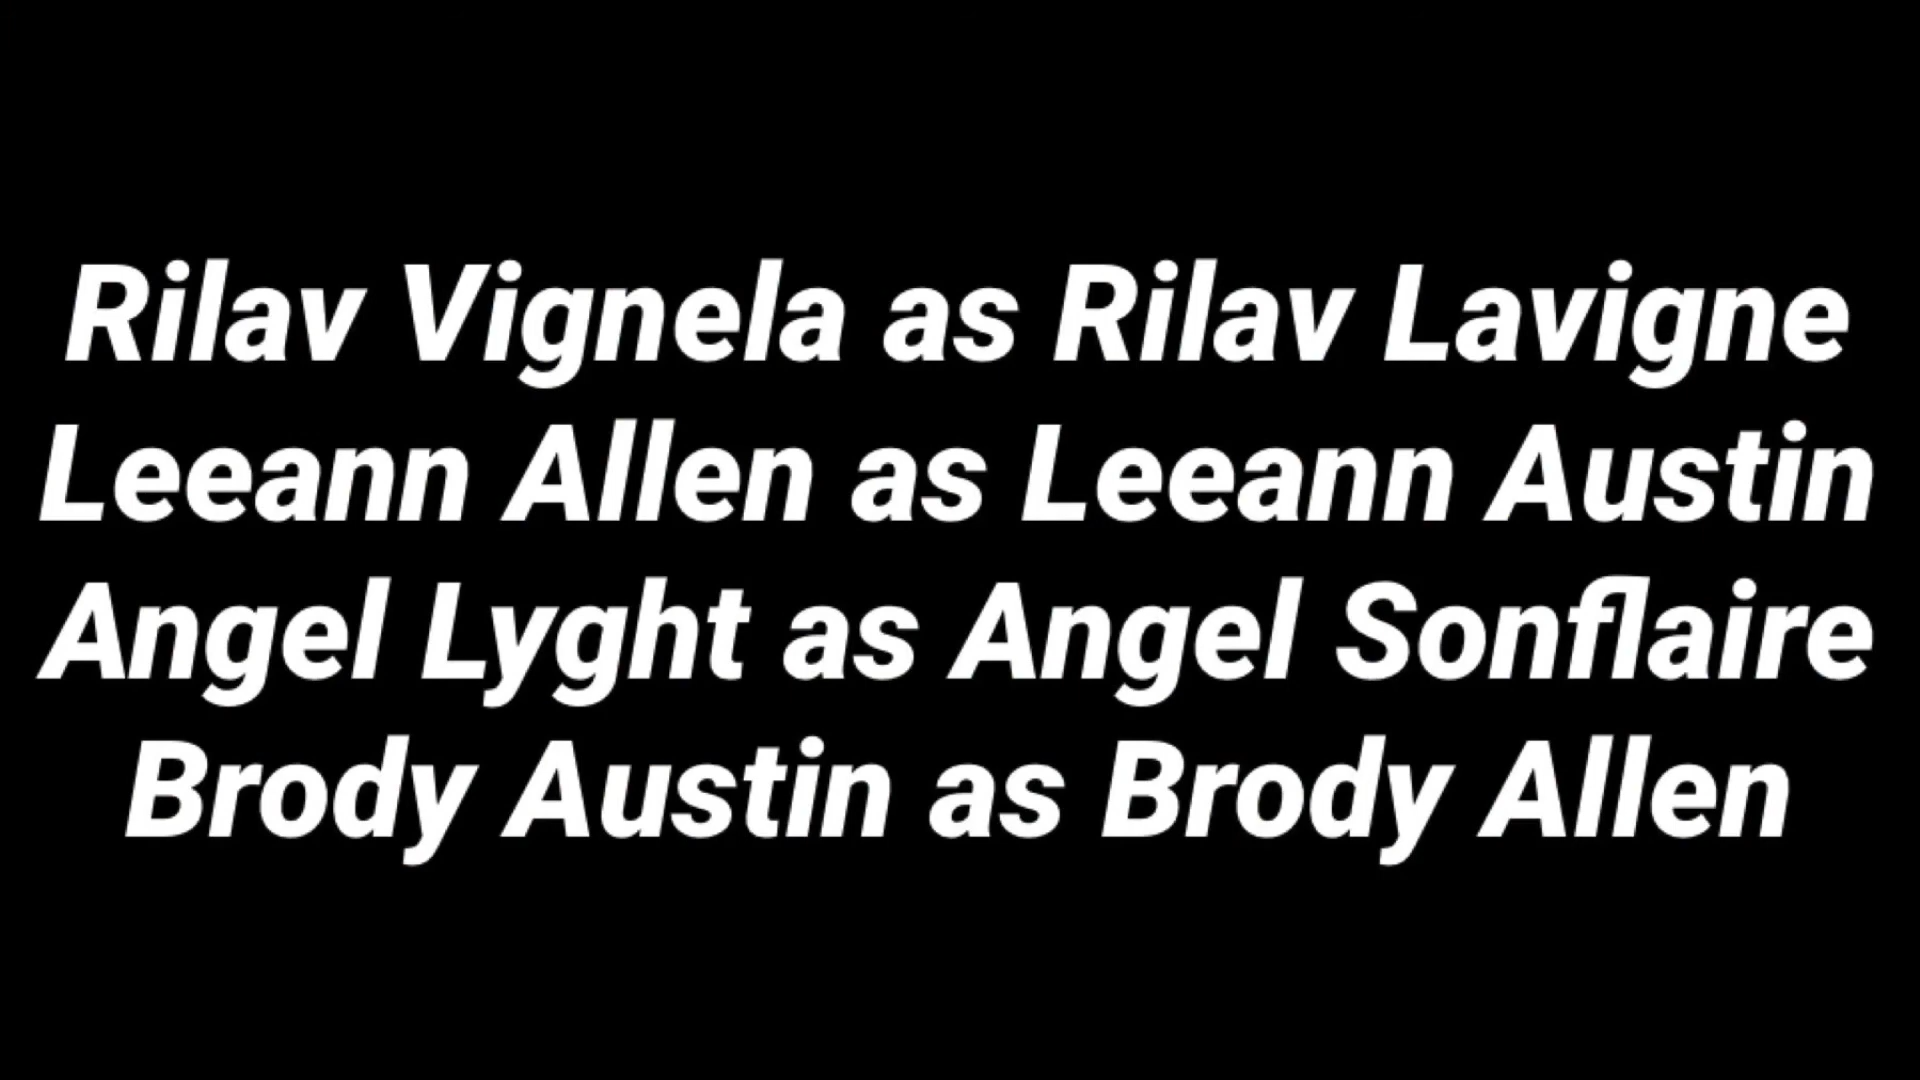 Rilav Vignela as Rilav Lavigne
Leeann Allen as Leeann Austin
Angel Lyght as Angel Sonflaire
Brody Austin as Brody Allen